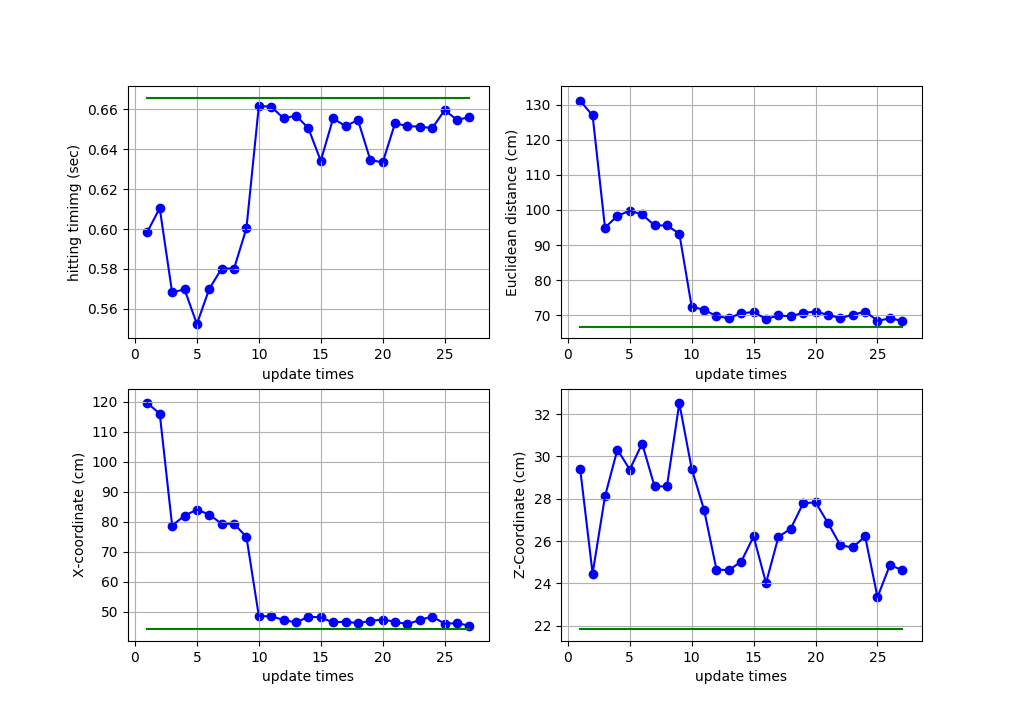 hitting timimg (sec)
0.66
0.64
0.62
0.60
0.58
0.56
0 5 10 15 20 25
update times
Euclidean distance (cm)
130
120
110
100
90
80
70
0 5 10 15 20 25
update times
X-coordinate (cm)
120
110
100
90
80
70
60
50
0 5 10 15 20 25
update times
Z-Coordinate (cm)
32
30
28
26
24
22
0 5 10 15 20 25
update times